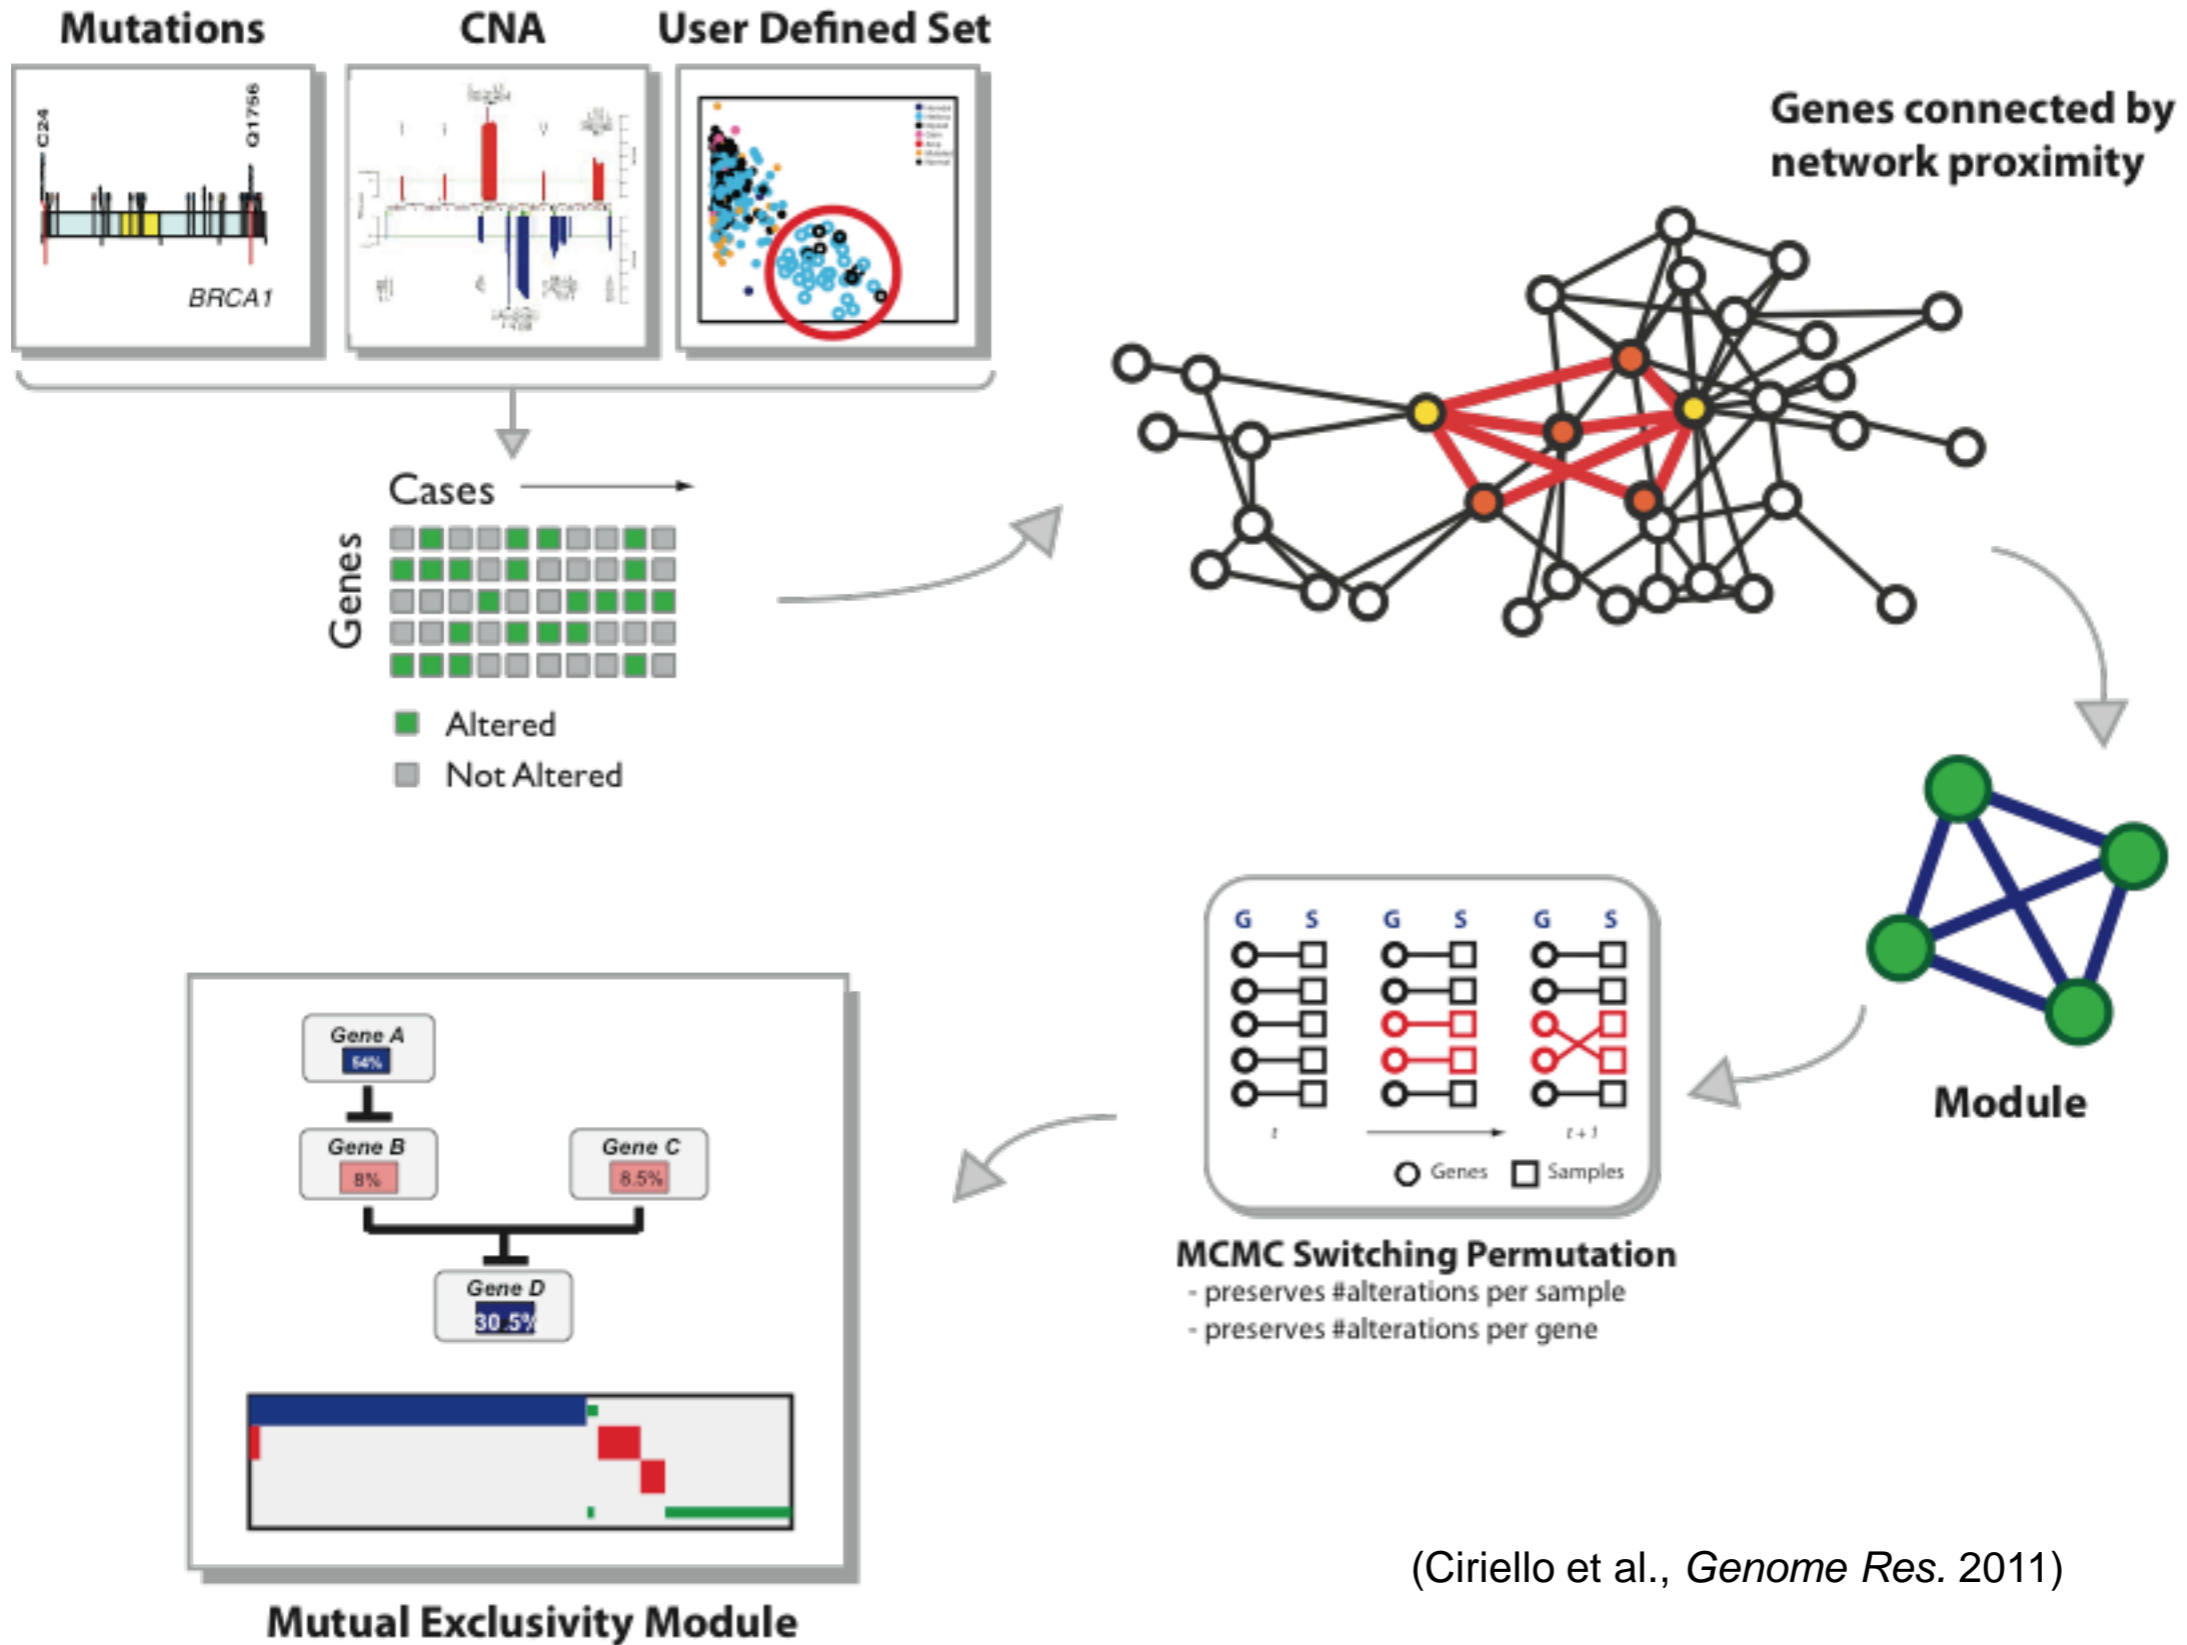 Mutations
CNA
User Defined Set
C24
Q1756
BRCA1
Genes connected by
network proximity
Cases
Genes
Altered
Not Altered
Module
G S G S G S
t
t + 1
Genes
Samples
MCMC Switching Permutation
- preserves #alterations per sample
- preserves #alterations per gene
Gene A
54%
Gene B
8%
Gene C
8.5%
Gene D
30.5%
Mutual Exclusivity Module
(Ciriello et al., Genome Res. 2011)